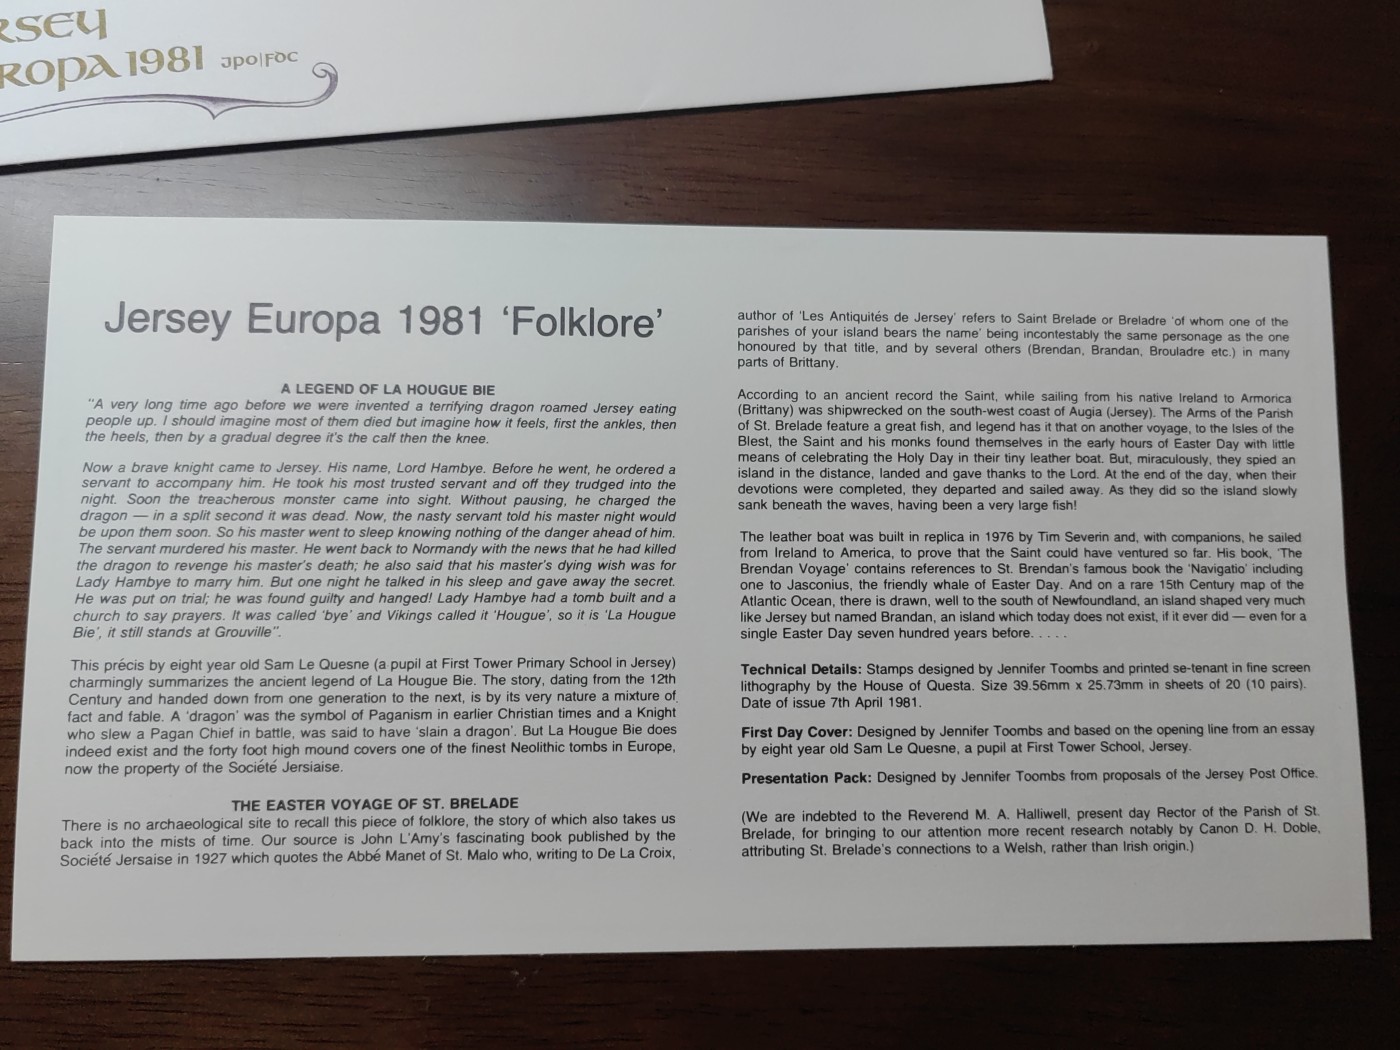 RSEY
ROPA 1981 JPO|FDC
Jersey Europa 1981 ‘Folklore’
A LEGEND OF LA HOUGUE BIE
“A very long time ago before we were invented a terrifying dragon roamed Jersey eating
people up. I should imagine most of them died but imagine how it feels, first the ankles, then
the heels, then by a gradual degree it's the calf then the knee.
Now a brave knight came to Jersey. His name, Lord Hambye. Before he went, he ordered a
servant to accompany him. He took his most trusted servant and off they trudged into the
night. Soon the treacherous monster came into sight. Without pausing, he charged the
dragon — in a split second it was dead. Now, the nasty servant told his master night would
be upon them soon. So his master went to sleep knowing nothing of the danger ahead of him.
The servant murdered his master. He went back to Normandy with the news that he had killed
the dragon to revenge his master's death; he also said that his master's dying wish was for
Lady Hambye to marry him. But one night he talked in his sleep and gave away the secret.
He was put on trial; he was found guilty and hanged! Lady Hambye had a tomb built and a
church to say prayers. It was called ‘bye’ and Vikings called it ‘Hougue’, so it is ‘La Hougue
Bie’, it still stands at Grouville”.
This précis by eight year old Sam Le Quesne (a pupil at First Tower Primary School in Jersey)
charmingly summarizes the ancient legend of La Hougue Bie. The story, dating from the 12th
Century and handed down from one generation to the next, is by its very nature a mixture of
fact and fable. A ‘dragon’ was the symbol of Paganism in earlier Christian times and a Knight
who slew a Pagan Chief in battle, was said to have ‘slain a dragon’. But La Hougue Bie does
indeed exist and the forty foot high mound covers one of the finest Neolithic tombs in Europe,
now the property of the Société Jersiaise.
THE EASTER VOYAGE OF ST. BRELADE
There is no archaeological site to recall this piece of folklore, the story of which also takes us
back into the mists of time. Our source is John L'Amy's fascinating book published by the
Société Jersaise in 1927 which quotes the Abbé Manet of St. Malo who, writing to De La Croix,
author of ‘Les Antiquités de Jersey’ refers to Saint Brelade or Breladre ‘of whom one of the
parishes of your island bears the name’ being incontestably the same personage as the one
honoured by that title, and by several others (Brendan, Brandan, Brouladre etc.) in many
parts of Brittany.
According to an ancient record the Saint, while sailing from his native Ireland to Armorica
(Brittany) was shipwrecked on the south-west coast of Augia (Jersey). The Arms of the Parish
of St. Brelade feature a great fish, and legend has it that on another voyage, to the Isles of the
Blest, the Saint and his monks found themselves in the early hours of Easter Day with little
means of celebrating the Holy Day in their tiny leather boat. But, miraculously, they spied an
island in the distance, landed and gave thanks to the Lord. At the end of the day, when their
devotions were completed, they departed and sailed away. As they did so the island slowly
sank beneath the waves, having been a very large fish!
The leather boat was built in replica in 1976 by Tim Severin and, with companions, he sailed
from Ireland to America, to prove that the Saint could have ventured so far. His book, ‘The
Brendan Voyage’ contains references to St. Brendan's famous book the ‘Navigatio’ including
one to Jasconius, the friendly whale of Easter Day. And on a rare 15th Century map of the
Atlantic Ocean, there is drawn, well to the south of Newfoundland, an island shaped very much
like Jersey but named Brandan, an island which today does not exist, if it ever did — even for a
single Easter Day seven hundred years before. . . . .
Technical Details: Stamps designed by Jennifer Toombs and printed se-tenant in fine screen
lithography by the House of Questa. Size 39.56mm x 25.73mm in sheets of 20 (10 pairs).
Date of issue 7th April 1981.
First Day Cover: Designed by Jennifer Toombs and based on the opening line from an essay
by eight year old Sam Le Quesne, a pupil at First Tower School, Jersey.
Presentation Pack: Designed by Jennifer Toombs from proposals of the Jersey Post Office.
(We are indebted to the Reverend M. A. Halliwell, present day Rector of the Parish of St.
Brelade, for bringing to our attention more recent research notably by Canon D. H. Doble,
attributing St. Brelade's connections to a Welsh, rather than Irish origin.)